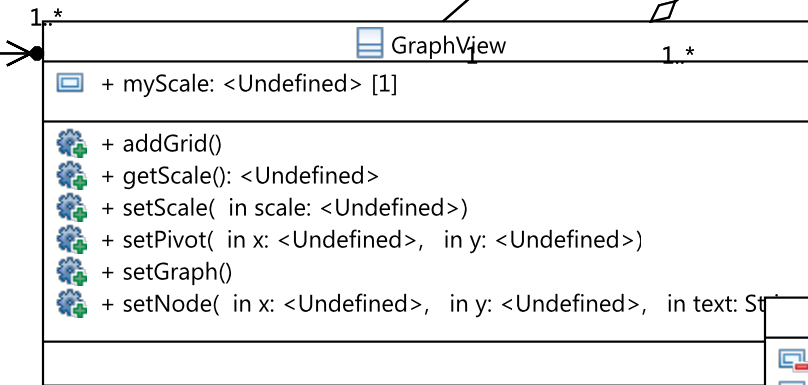 1..*
GraphView
1
1..*
+ myScale: <Undefined> [1]
+ addGrid()
+ getScale(): <Undefined>
+ setScale(  in scale: <Undefined>)
+ setPivot(  in x: <Undefined>,   in y: <Undefined>)
+ setGraph()
+ setNode(  in x: <Undefined>,   in y: <Undefined>,   in text: